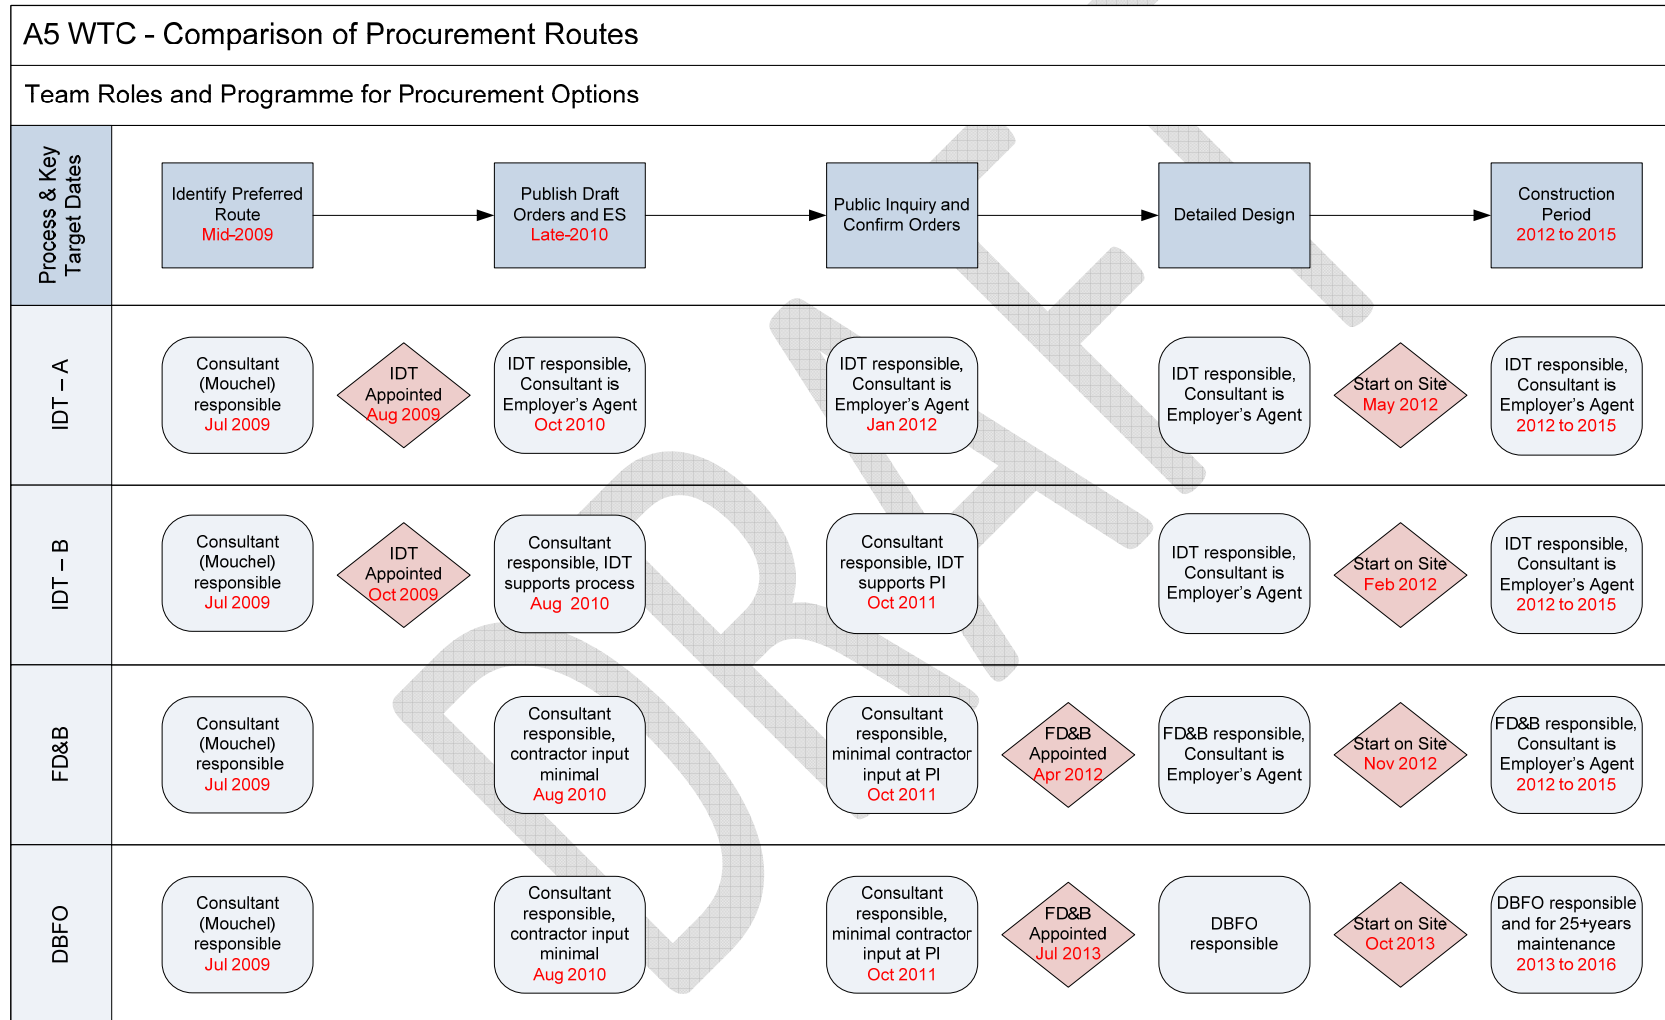 A5 WTC - Comparison of Procurement Routes
Team Roles and Programme for Procurement Options
Process & Key
Target Dates
Identify Preferred
Route
Mid-2009
Publish Draft
Orders and ES
Late-2010
Public Inquiry and
Confirm Orders
Detailed Design
Construction
Period
2012 to 2015
IDT – A
Consultant
(Mouchel)
responsible
Jul 2009
IDT
Appointed
Aug 2009
IDT responsible,
Consultant is
Employer's Agent
Oct 2010
IDT responsible,
Consultant is
Employer's Agent
Jan 2012
IDT responsible,
Consultant is
Employer's Agent
Start on Site
May 2012
IDT responsible,
Consultant is
Employer's Agent
2012 to 2015
IDT – B
Consultant
(Mouchel)
responsible
Jul 2009
IDT
Appointed
Oct 2009
Consultant
responsible, IDT
supports process
Aug 2010
Consultant
responsible, IDT
supports PI
Oct 2011
IDT responsible,
Consultant is
Employer's Agent
Start on Site
Feb 2012
IDT responsible,
Consultant is
Employer's Agent
2012 to 2015
FD&B
Consultant
(Mouchel)
responsible
Jul 2009
Consultant
responsible,
contractor input
minimal
Aug 2010
Consultant
responsible,
minimal contractor
input at PI
Oct 2011
FD&B
Appointed
Apr 2012
FD&B responsible,
Consultant is
Employer's Agent
Start on Site
Nov 2012
FD&B responsible,
Consultant is
Employer's Agent
2012 to 2015
DBFO
Consultant
(Mouchel)
responsible
Jul 2009
Consultant
responsible,
contractor input
minimal
Aug 2010
Consultant
responsible,
minimal contractor
input at PI
Oct 2011
FD&B
Appointed
Jul 2013
DBFO
responsible
Start on Site
Oct 2013
DBFO responsible
and for 25+years
maintenance
2013 to 2016
DRAFT